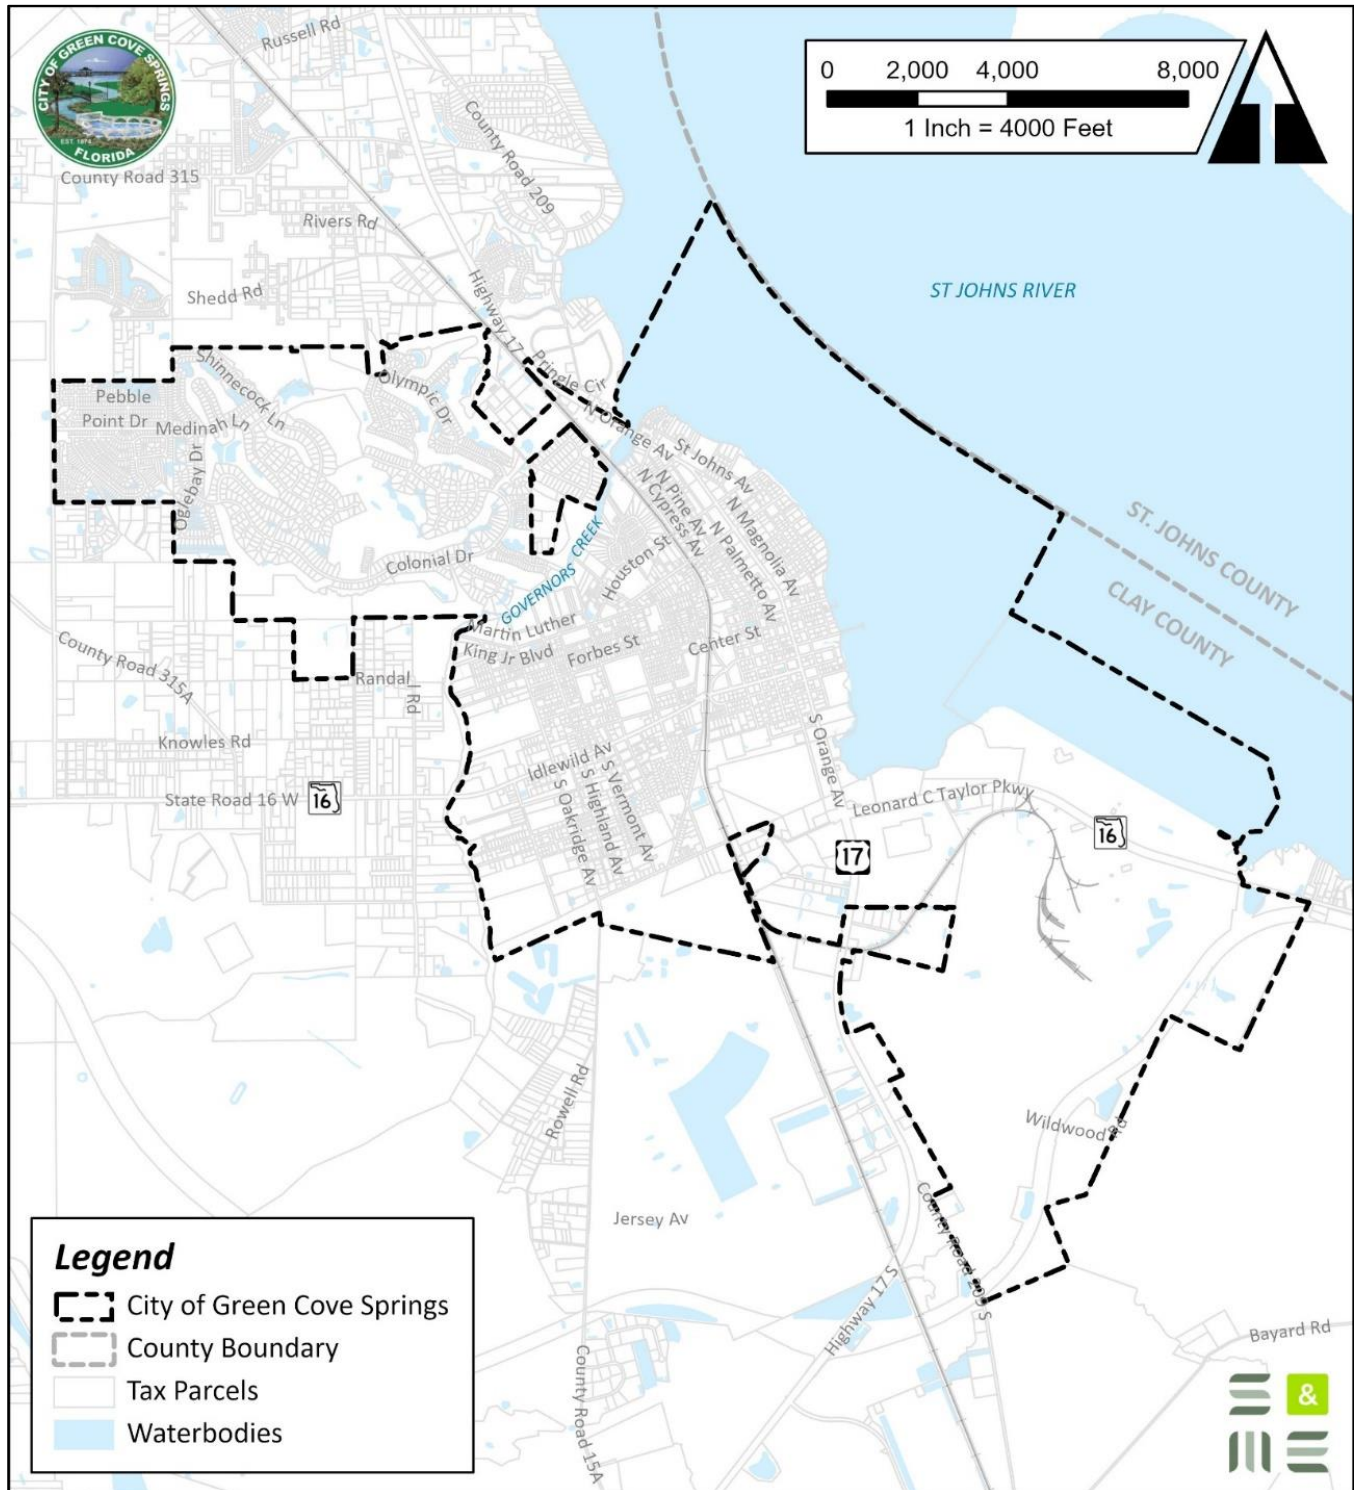 CITY OF GREEN COVE SPRINGS
EST. 1874
FLORIDA
0 2,000 4,000 8,000
1 Inch = 4000 Feet
Russell Rd
County Road 209
County Road 315
Rivers Rd
Shedd Rd
Highway 17
ST JOHNS RIVER
Pringle Cir
Shinnecock Ln
Olympic Dr
Pebble
Point Dr
Medinah Ln
Oglebay Dr
N Orange Av
St Johns Av
N Pine Av
N Cypress Av
N Magnolia Av
N Palmetto Av
ST. JOHNS COUNTY
CLAY COUNTY
Colonial Dr
GOVERNORS CREEK
Houston St
Martin Luther
King Jr Blvd
Forbes St
Center St
County Road 315A
Randal
l Rd
Knowles Rd
State Road 16 W
16
Idlewild Av
S Vermont Av
S Highland Av
S Oakridge Av
S Orange Av
Leonard C Taylor Pkwy
16
17
Rowell Rd
Wildwood Rd
Jersey Av
County Road 209 S
Highway 17 S
Bayard Rd
County Road 15A
Legend
City of Green Cove Springs
County Boundary
Tax Parcels
Waterbodies
S &
M E